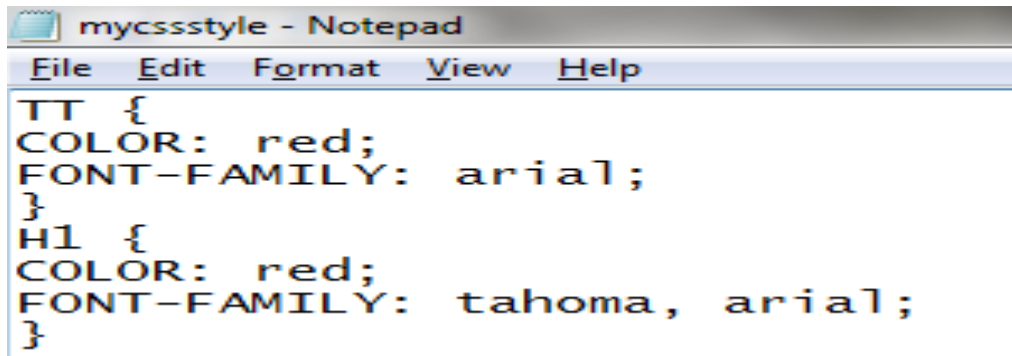 mycssstyle - Notepad
File Edit Format View Help
TT {
COLOR: red;
FONT-FAMILY: arial;
}
H1 {
COLOR: red;
FONT-FAMILY: tahoma, arial;
}